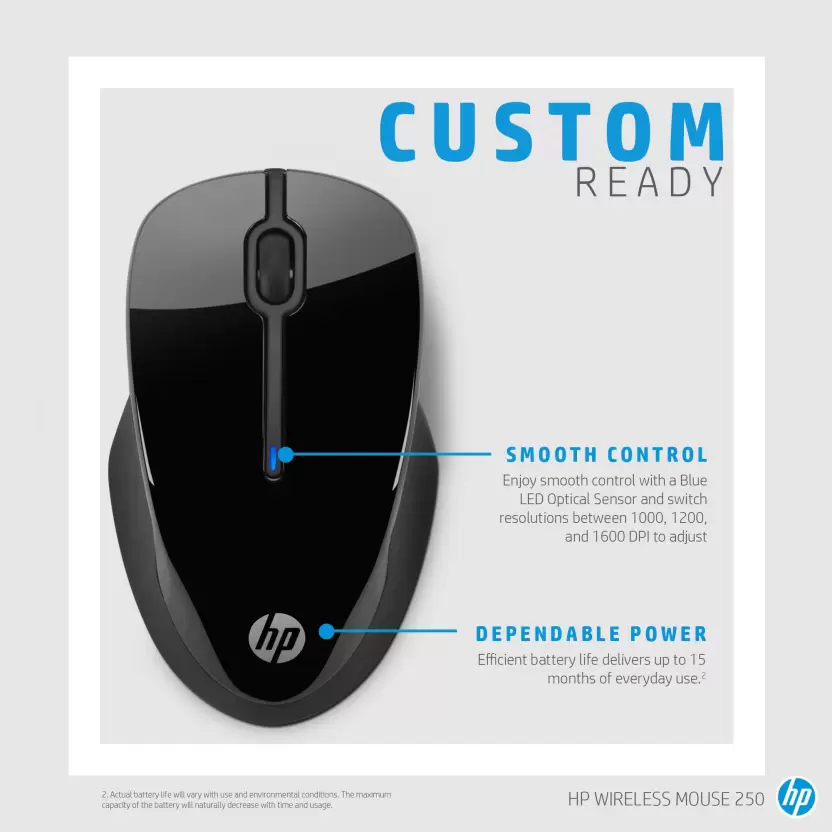 CUSTOM
READY
SMOOTH CONTROL
Enjoy smooth control with a Blue
LED Optical Sensor and switch
resolutions between 1000, 1200,
and 1600 DPI to adjust
hp
DEPENDABLE POWER
Efficient battery life delivers up to 15
months of everyday use.²
2. Actual battery life will vary with use and environmental conditions. The maximum
capacity of the battery will naturally decrease with time and usage.
HP WIRELESS MOUSE 250
hp